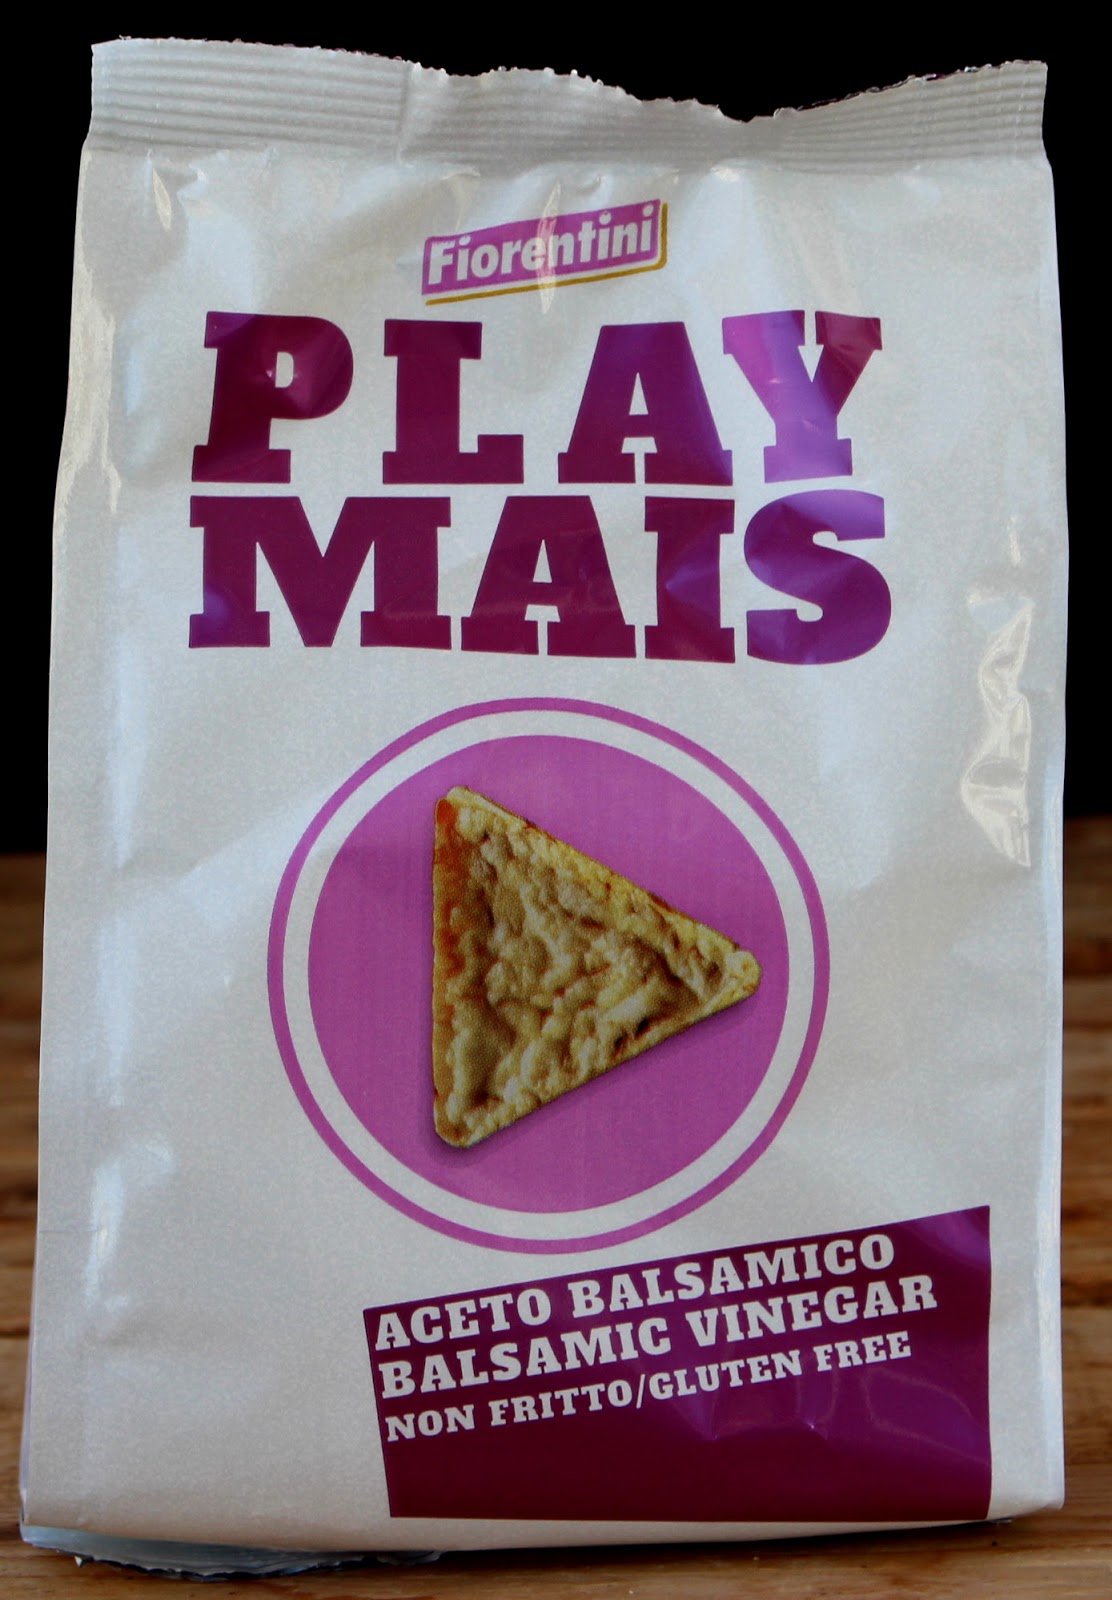 Fiorentini
PLAY
MAIS
ACETO BALSAMICO
BALSAMIC VINEGAR
NON FRITTO/GLUTEN FREE